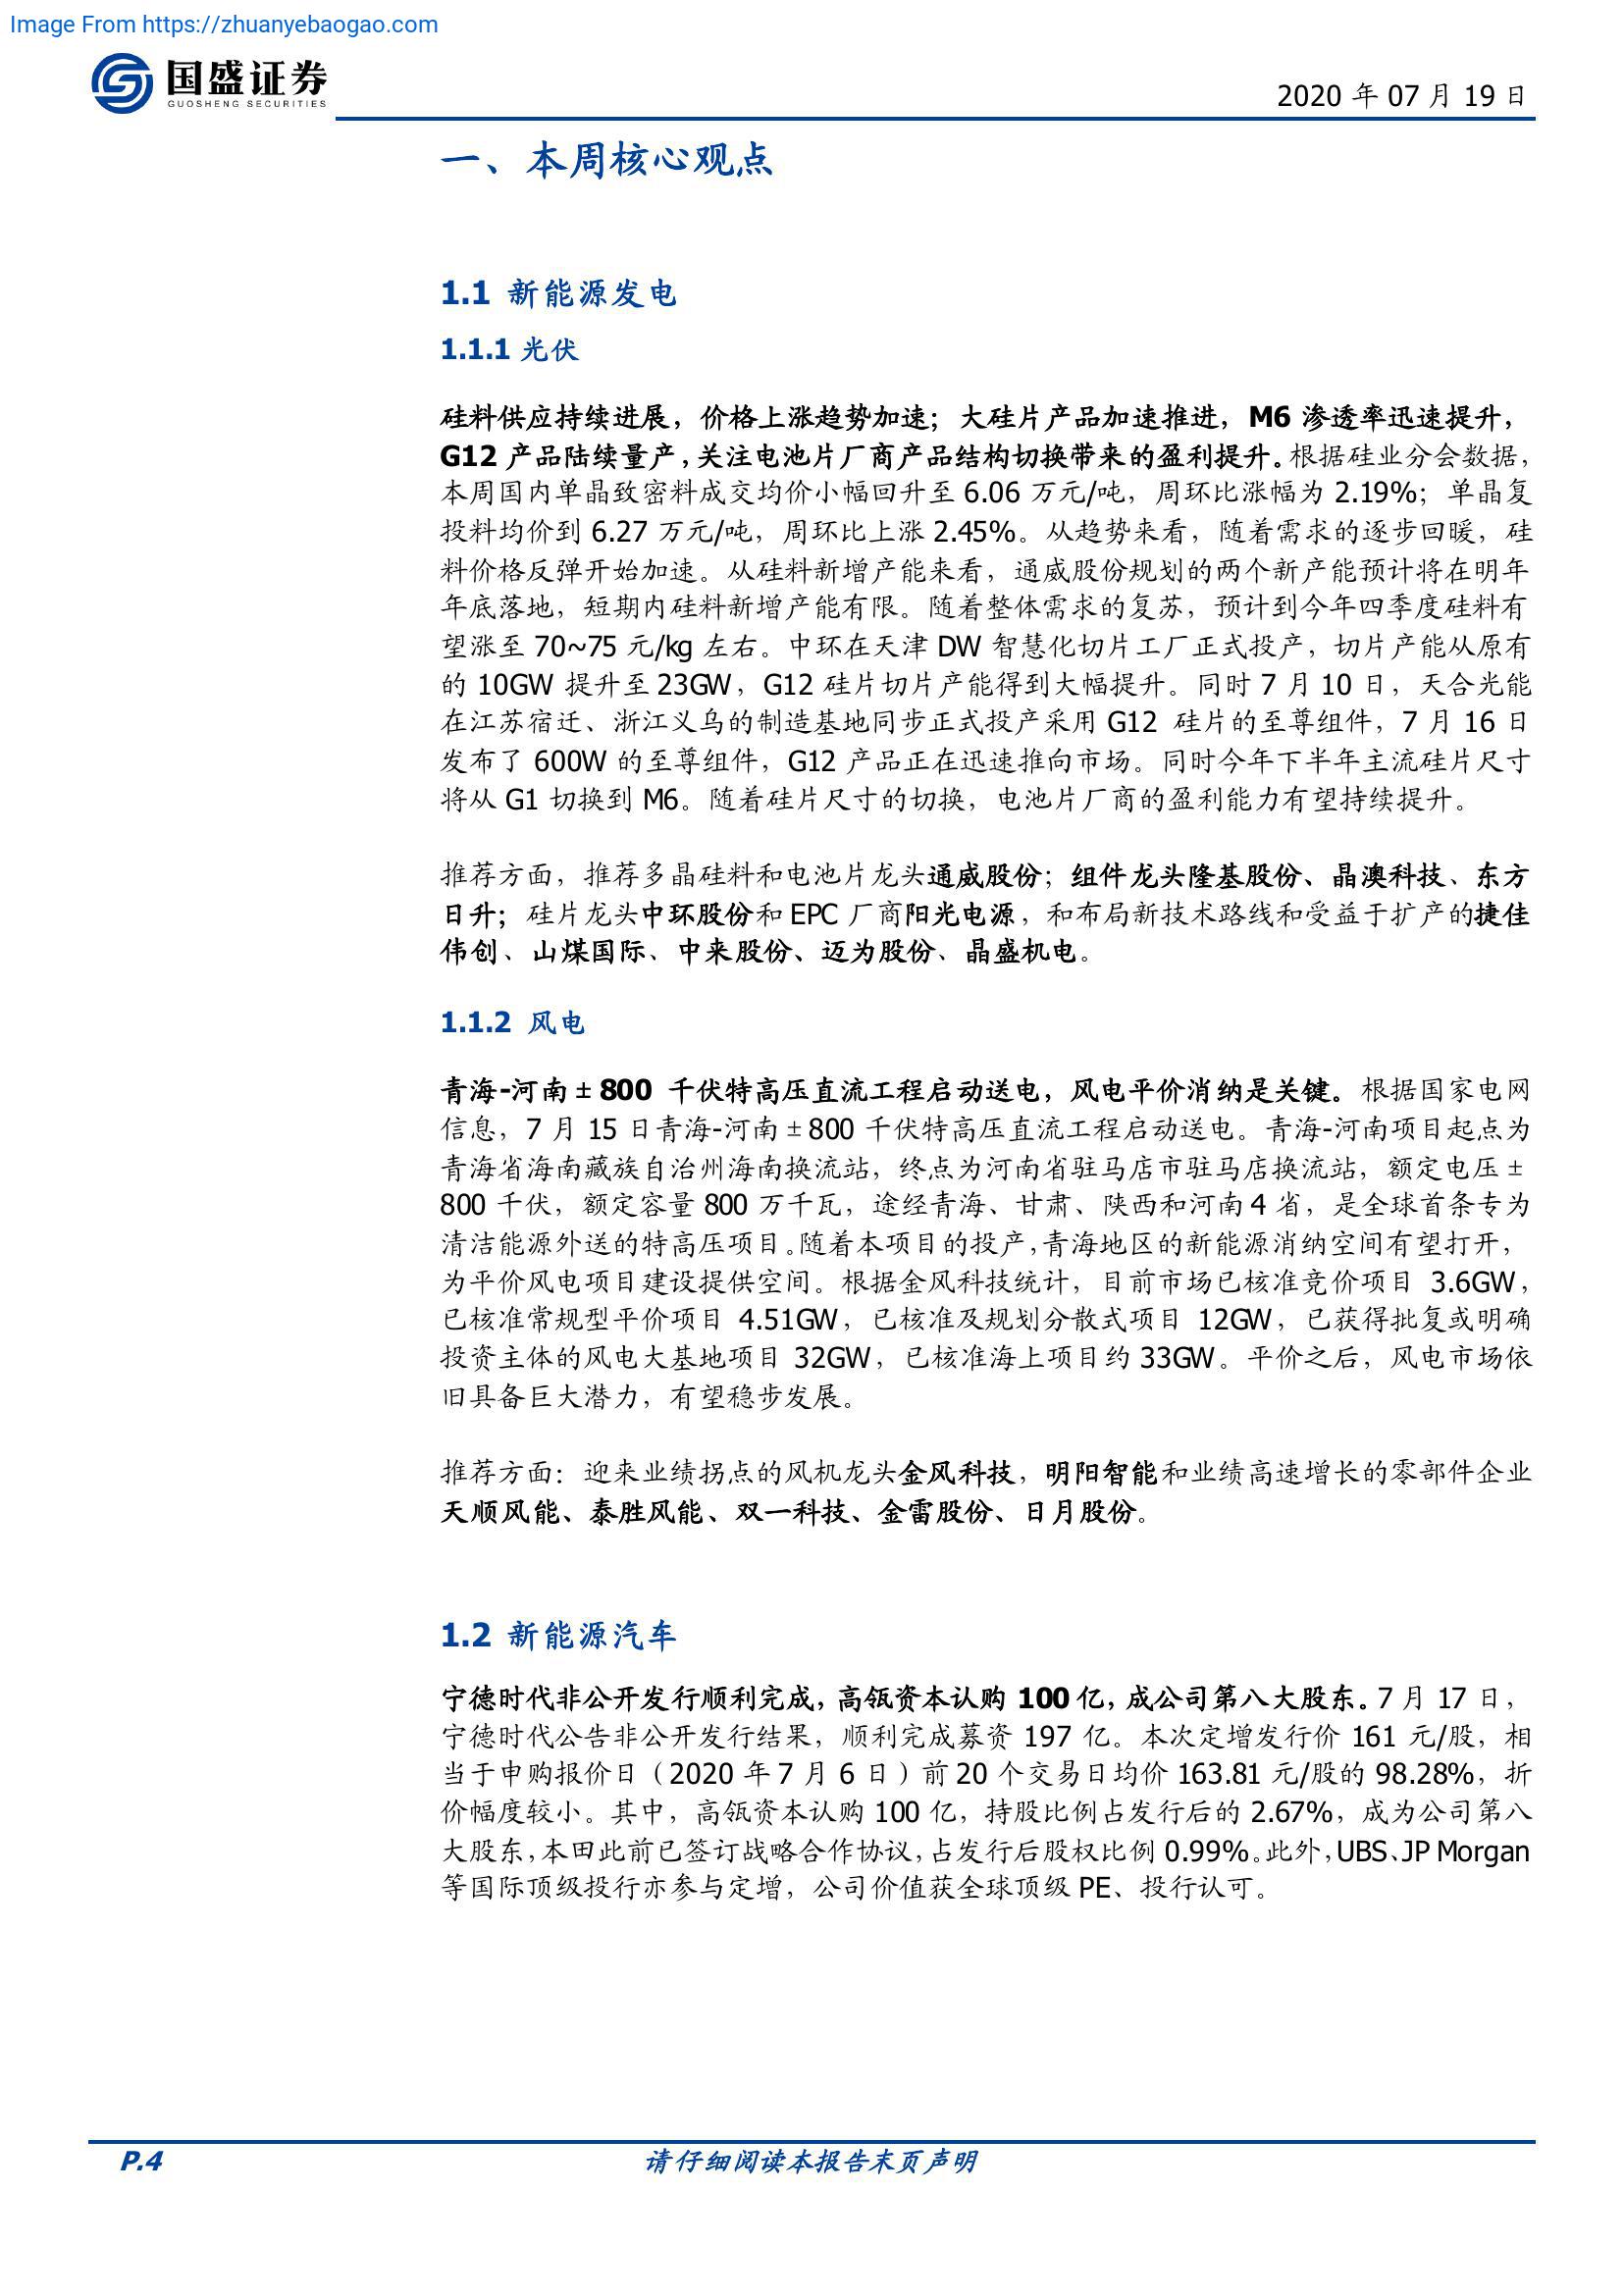 Image From https://zhuanyebaogao.com
国盛证券
GUOSHENG SECURITIES
2020 年 07 月 19 日
一、本周核心观点
1.1 新能源发电
1.1.1 光伏
硅料供应持续进展，价格上涨趋势加速；大硅片产品加速推进，M6 渗透率迅速提升，
G12 产品陆续量产，关注电池片厂商产品结构切换带来的盈利提升。根据硅业分会数据，
本周国内单晶致密料成交均价小幅回升至 6.06 万元/吨，周环比涨幅为 2.19%；单晶复
投料均价到 6.27 万元/吨，周环比上涨 2.45%。从趋势来看，随着需求的逐步回暖，硅
料价格反弹开始加速。从硅料新增产能来看，通威股份规划的两个新产能预计将在明年
年底落地，短期内硅料新增产能有限。随着整体需求的复苏，预计到今年四季度硅料有
望涨至 70~75 元/kg 左右。中环在天津 DW 智慧化切片工厂正式投产，切片产能从原有
的 10GW 提升至 23GW，G12 硅片切片产能得到大幅提升。同时 7 月 10 日，天合光能
在江苏宿迁、浙江义乌的制造基地同步正式投产采用 G12 硅片的至尊组件，7 月 16 日
发布了 600W 的至尊组件，G12 产品正在迅速推向市场。同时今年下半年主流硅片尺寸
将从 G1 切换到 M6。随着硅片尺寸的切换，电池片厂商的盈利能力有望持续提升。
推荐方面，推荐多晶硅料和电池片龙头通威股份；组件龙头隆基股份、晶澳科技、东方
日升；硅片龙头中环股份和 EPC 厂商阳光电源，和布局新技术路线和受益于扩产的捷佳
伟创、山煤国际、中来股份、迈为股份、晶盛机电。
1.1.2 风电
青海-河南±800 千伏特高压直流工程启动送电，风电平价消纳是关键。根据国家电网
信息，7 月 15 日青海-河南±800 千伏特高压直流工程启动送电。青海-河南项目起点为
青海省海南藏族自治州海南换流站，终点为河南省驻马店市驻马店换流站，额定电压±
800 千伏，额定容量 800 万千瓦，途经青海、甘肃、陕西和河南 4 省，是全球首条专为
清洁能源外送的特高压项目。随着本项目的投产，青海地区的新能源消纳空间有望打开，
为平价风电项目建设提供空间。根据金风科技统计，目前市场已核准竞价项目 3.6GW，
已核准常规型平价项目 4.51GW，已核准及规划分散式项目 12GW，已获得批复或明确
投资主体的风电大基地项目 32GW，已核准海上项目约 33GW。平价之后，风电市场依
旧具备巨大潜力，有望稳步发展。
推荐方面：迎来业绩拐点的风机龙头金风科技，明阳智能和业绩高速增长的零部件企业
天顺风能、泰胜风能、双一科技、金雷股份、日月股份。
1.2 新能源汽车
宁德时代非公开发行顺利完成，高瓴资本认购 100 亿，成公司第八大股东。7 月 17 日，
宁德时代公告非公开发行结果，顺利完成募资 197 亿。本次定增发行价 161 元/股，相
当于申购报价日（2020 年 7 月 6 日）前 20 个交易日均价 163.81 元/股的 98.28%，折
价幅度较小。其中，高瓴资本认购 100 亿，持股比例占发行后的 2.67%，成为公司第八
大股东，本田此前已签订战略合作协议，占发行后股权比例 0.99%。此外，UBS、JP Morgan
等国际顶级投行亦参与定增，公司价值获全球顶级 PE、投行认可。
P.4
请仔细阅读本报告末页声明